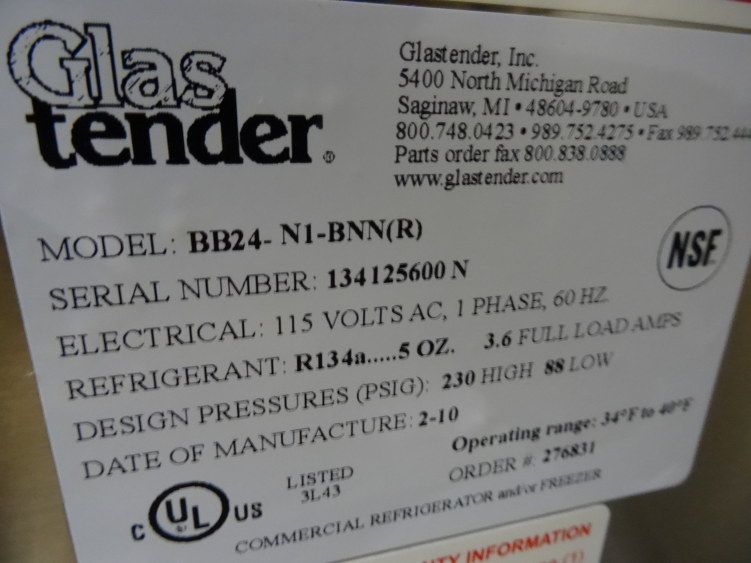 Glas
tender®
Glastender, Inc.
5400 North Michigan Road
Saginaw, MI • 48604-9780 • USA
800.748.0423 • 989.752.4275 • Fax 989.752.444
Parts order fax 800.838.0888
www.glastender.com
MODEL: BB24- N1-BNN(R)
NSF
SERIAL NUMBER: 134125600 N
ELECTRICAL: 115 VOLTS AC, 1 PHASE, 60 HZ.
REFRIGERANT: R134a.....5 OZ. 3.6 FULL LOAD AMPS
DESIGN PRESSURES (PSIG): 230 HIGH 88 LOW
DATE OF MANUFACTURE: 2-10
Operating range: 34°F to 40°F
ORDER #: 276831
C UL US
LISTED
3L43
COMMERCIAL REFRIGERATOR and/or FREEZER
INFORMATION